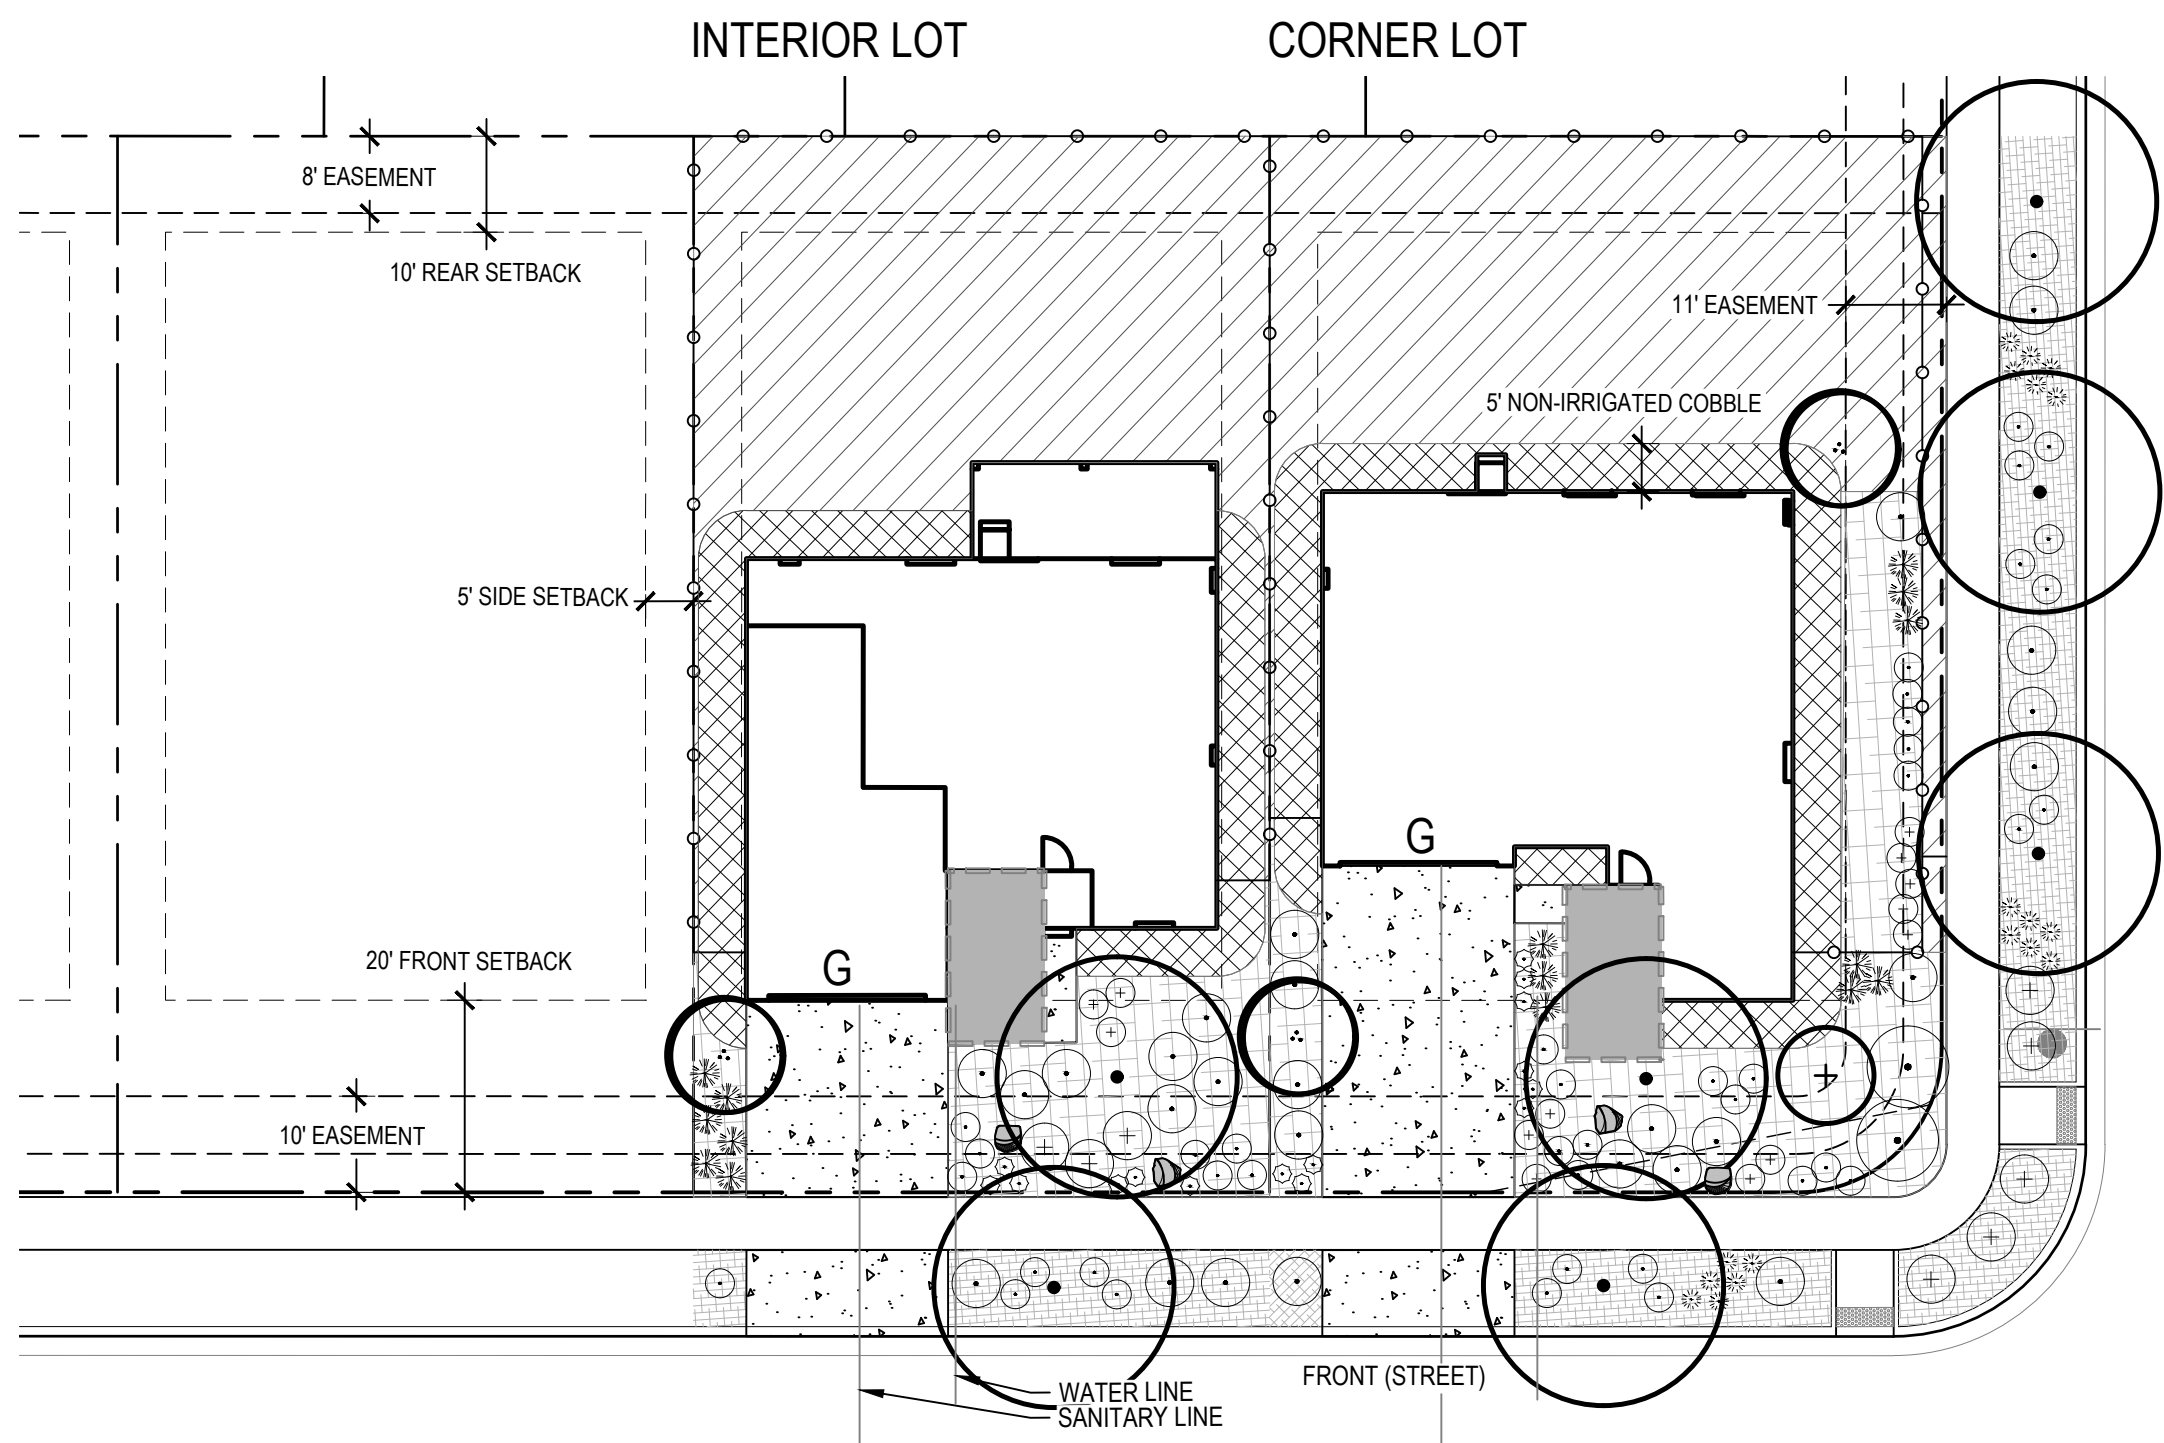 INTERIOR LOT
CORNER LOT
8' EASEMENT
10' REAR SETBACK
11' EASEMENT
5' NON-IRRIGATED COBBLE
5' SIDE SETBACK
G
G
20' FRONT SETBACK
10' EASEMENT
FRONT (STREET)
WATER LINE
SANITARY LINE